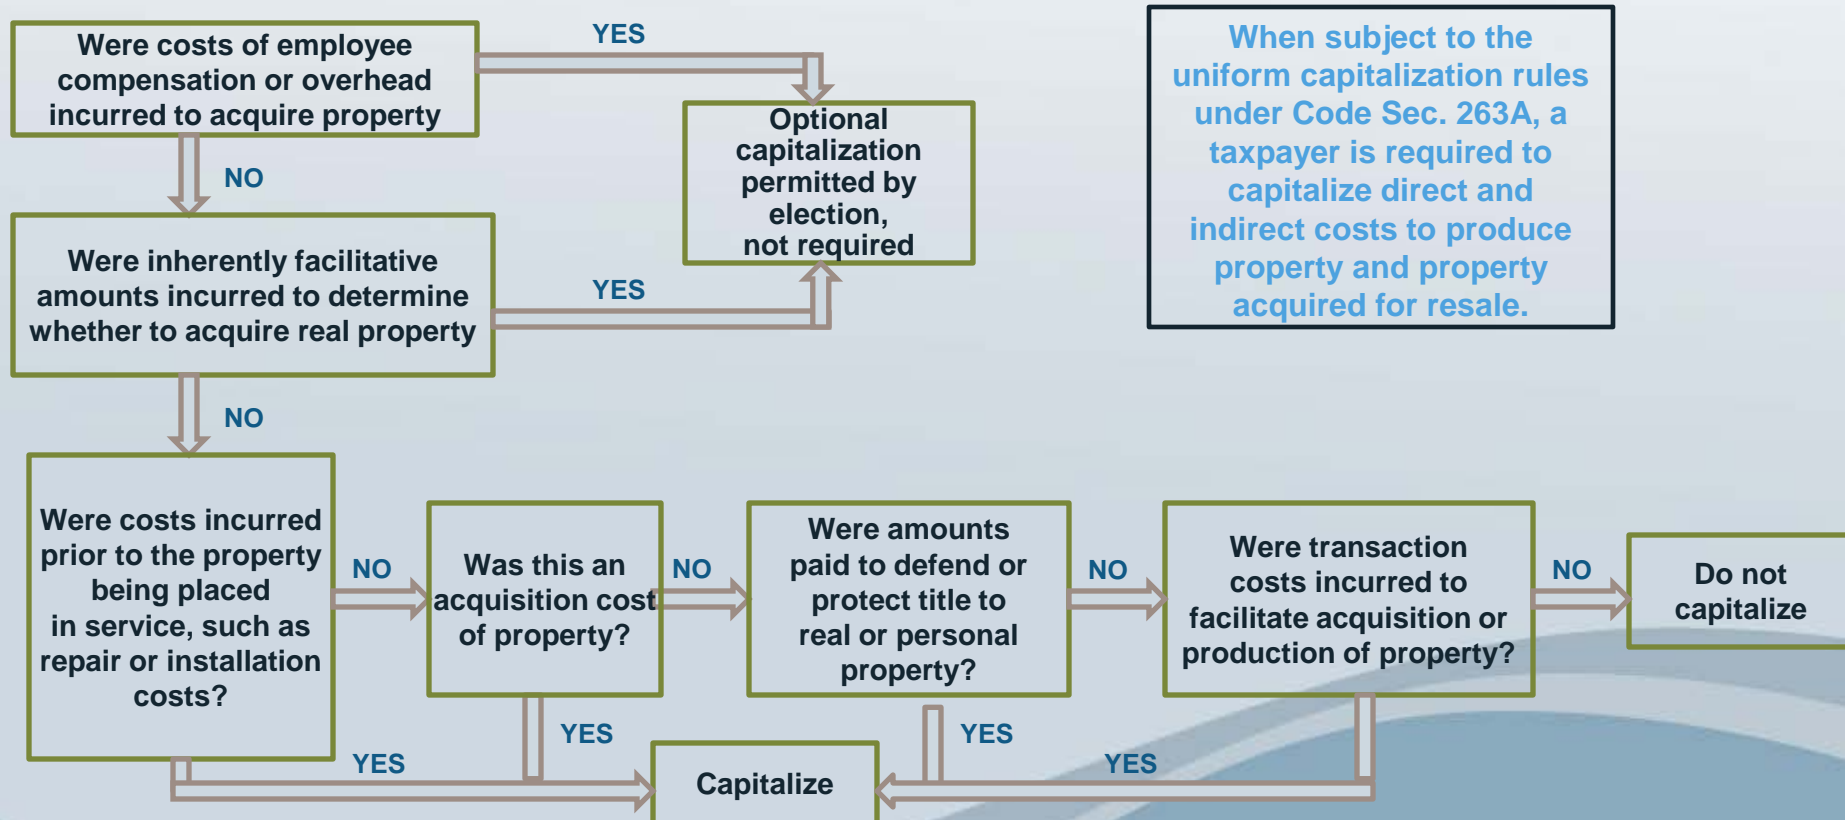 Were costs of employee
compensation or overhead
incurred to acquire property
YES
When subject to the
uniform capitalization rules
under Code Sec. 263A, a
taxpayer is required to
capitalize direct and
indirect costs to produce
property and property
acquired for resale.
Optional
capitalization
permitted by
election,
not required
NO
Were inherently facilitative
amounts incurred to determine
whether to acquire real property
YES
NO
Were costs incurred
prior to the property
being placed
in service, such as
repair or installation
costs?
NO
Was this an
acquisition cost
of property?
NO
Were amounts
paid to defend or
protect title to
real or personal
property?
NO
Were transaction
costs incurred to
facilitate acquisition or
production of property?
NO
Do not
capitalize
YES
YES
Capitalize
YES
YES